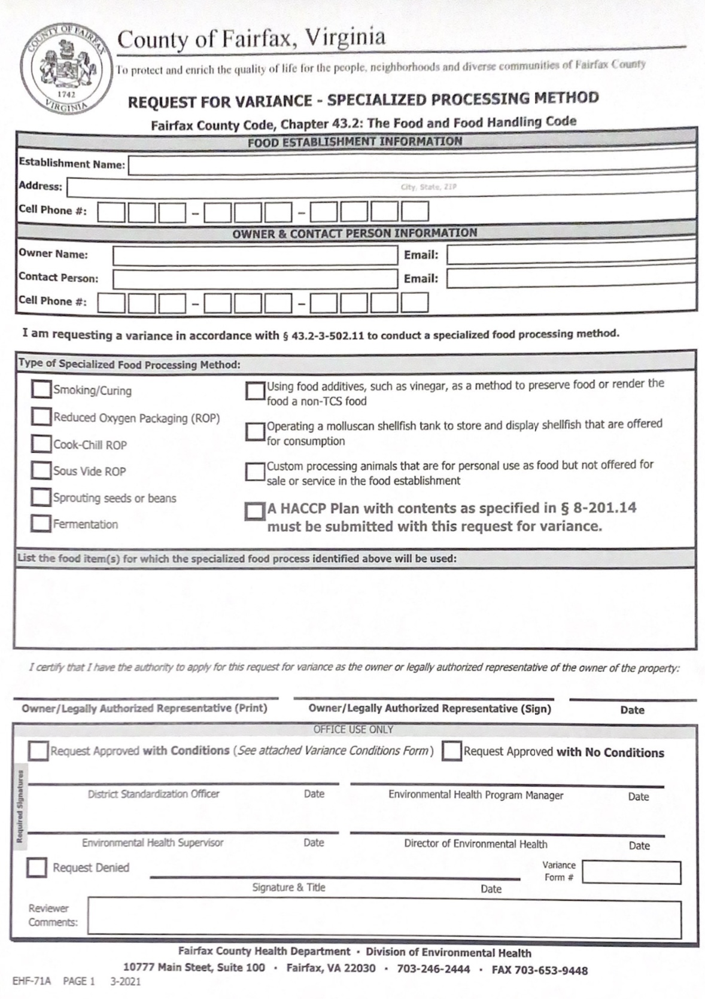 COUNTY OF FAIRFAX
1742
VIRGINIA
County of Fairfax, Virginia
To protect and enrich the quality of life for the people, neighborhoods and diverse communities of Fairfax County
REQUEST FOR VARIANCE - SPECIALIZED PROCESSING METHOD
Fairfax County Code, Chapter 43.2: The Food and Food Handling Code
FOOD ESTABLISHMENT INFORMATION
Establishment Name:
Address: City, State, ZIP
Cell Phone #: – –
OWNER & CONTACT PERSON INFORMATION
Owner Name: Email:
Contact Person: Email:
Cell Phone #: – –
I am requesting a variance in accordance with § 43.2-3-502.11 to conduct a specialized food processing method.
Type of Specialized Food Processing Method:
Smoking/Curing
Reduced Oxygen Packaging (ROP)
Cook-Chill ROP
Sous Vide ROP
Sprouting seeds or beans
Fermentation
Using food additives, such as vinegar, as a method to preserve food or render the
food a non-TCS food
Operating a molluscan shellfish tank to store and display shellfish that are offered
for consumption
Custom processing animals that are for personal use as food but not offered for
sale or service in the food establishment
A HACCP Plan with contents as specified in § 8-201.14
must be submitted with this request for variance.
List the food item(s) for which the specialized food process identified above will be used:
I certify that I have the authority to apply for this request for variance as the owner or legally authorized representative of the owner of the property:
Owner/Legally Authorized Representative (Print) Owner/Legally Authorized Representative (Sign) Date
OFFICE USE ONLY
Request Approved with Conditions (See attached Variance Conditions Form) Request Approved with No Conditions
Required Signatures
District Standardization Officer Date Environmental Health Program Manager Date
Environmental Health Supervisor Date Director of Environmental Health Date
Request Denied
Signature & Title Date
Variance
Form #
Reviewer
Comments:
Fairfax County Health Department · Division of Environmental Health
10777 Main Steet, Suite 100 · Fairfax, VA 22030 · 703-246-2444 · FAX 703-653-9448
EHF-71A PAGE 1 3-2021